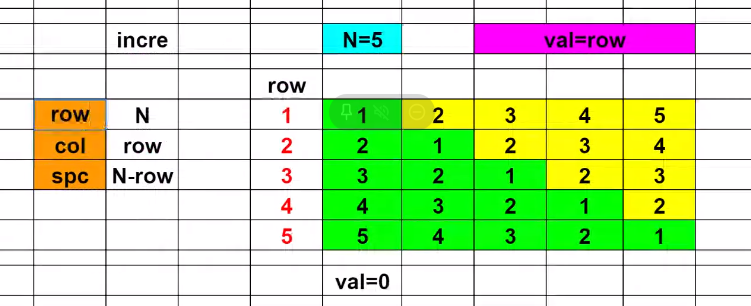 incre N=5 val=row
row
row N 1 1 2 3 4 5
col row 2 2 1 2 3 4
spc N-row 3 3 2 1 2 3
4 4 3 2 1 2
5 5 4 3 2 1
val=0